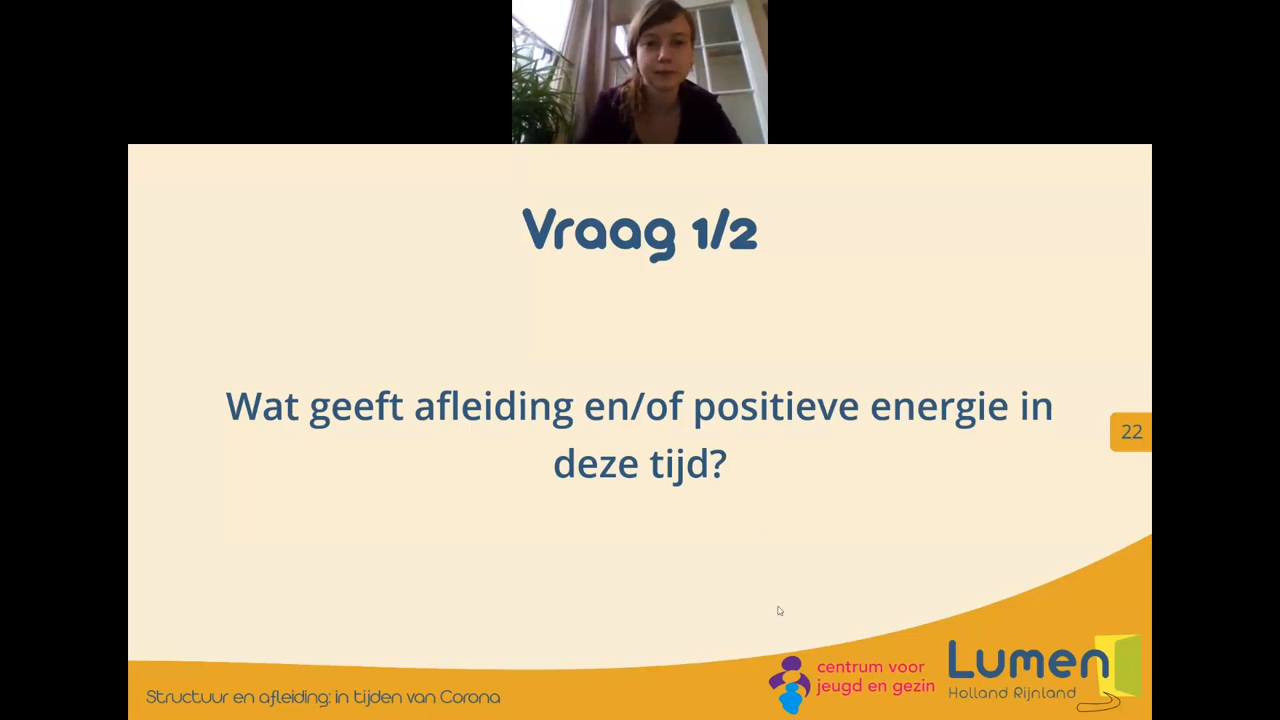 Vraag 1/2
Wat geeft afleiding en/of positieve energie in
deze tijd?
22
Structuur en afleiding: in tijden van Corona
centrum voor
jeugd en gezin
Lumen
Holland Rijnland